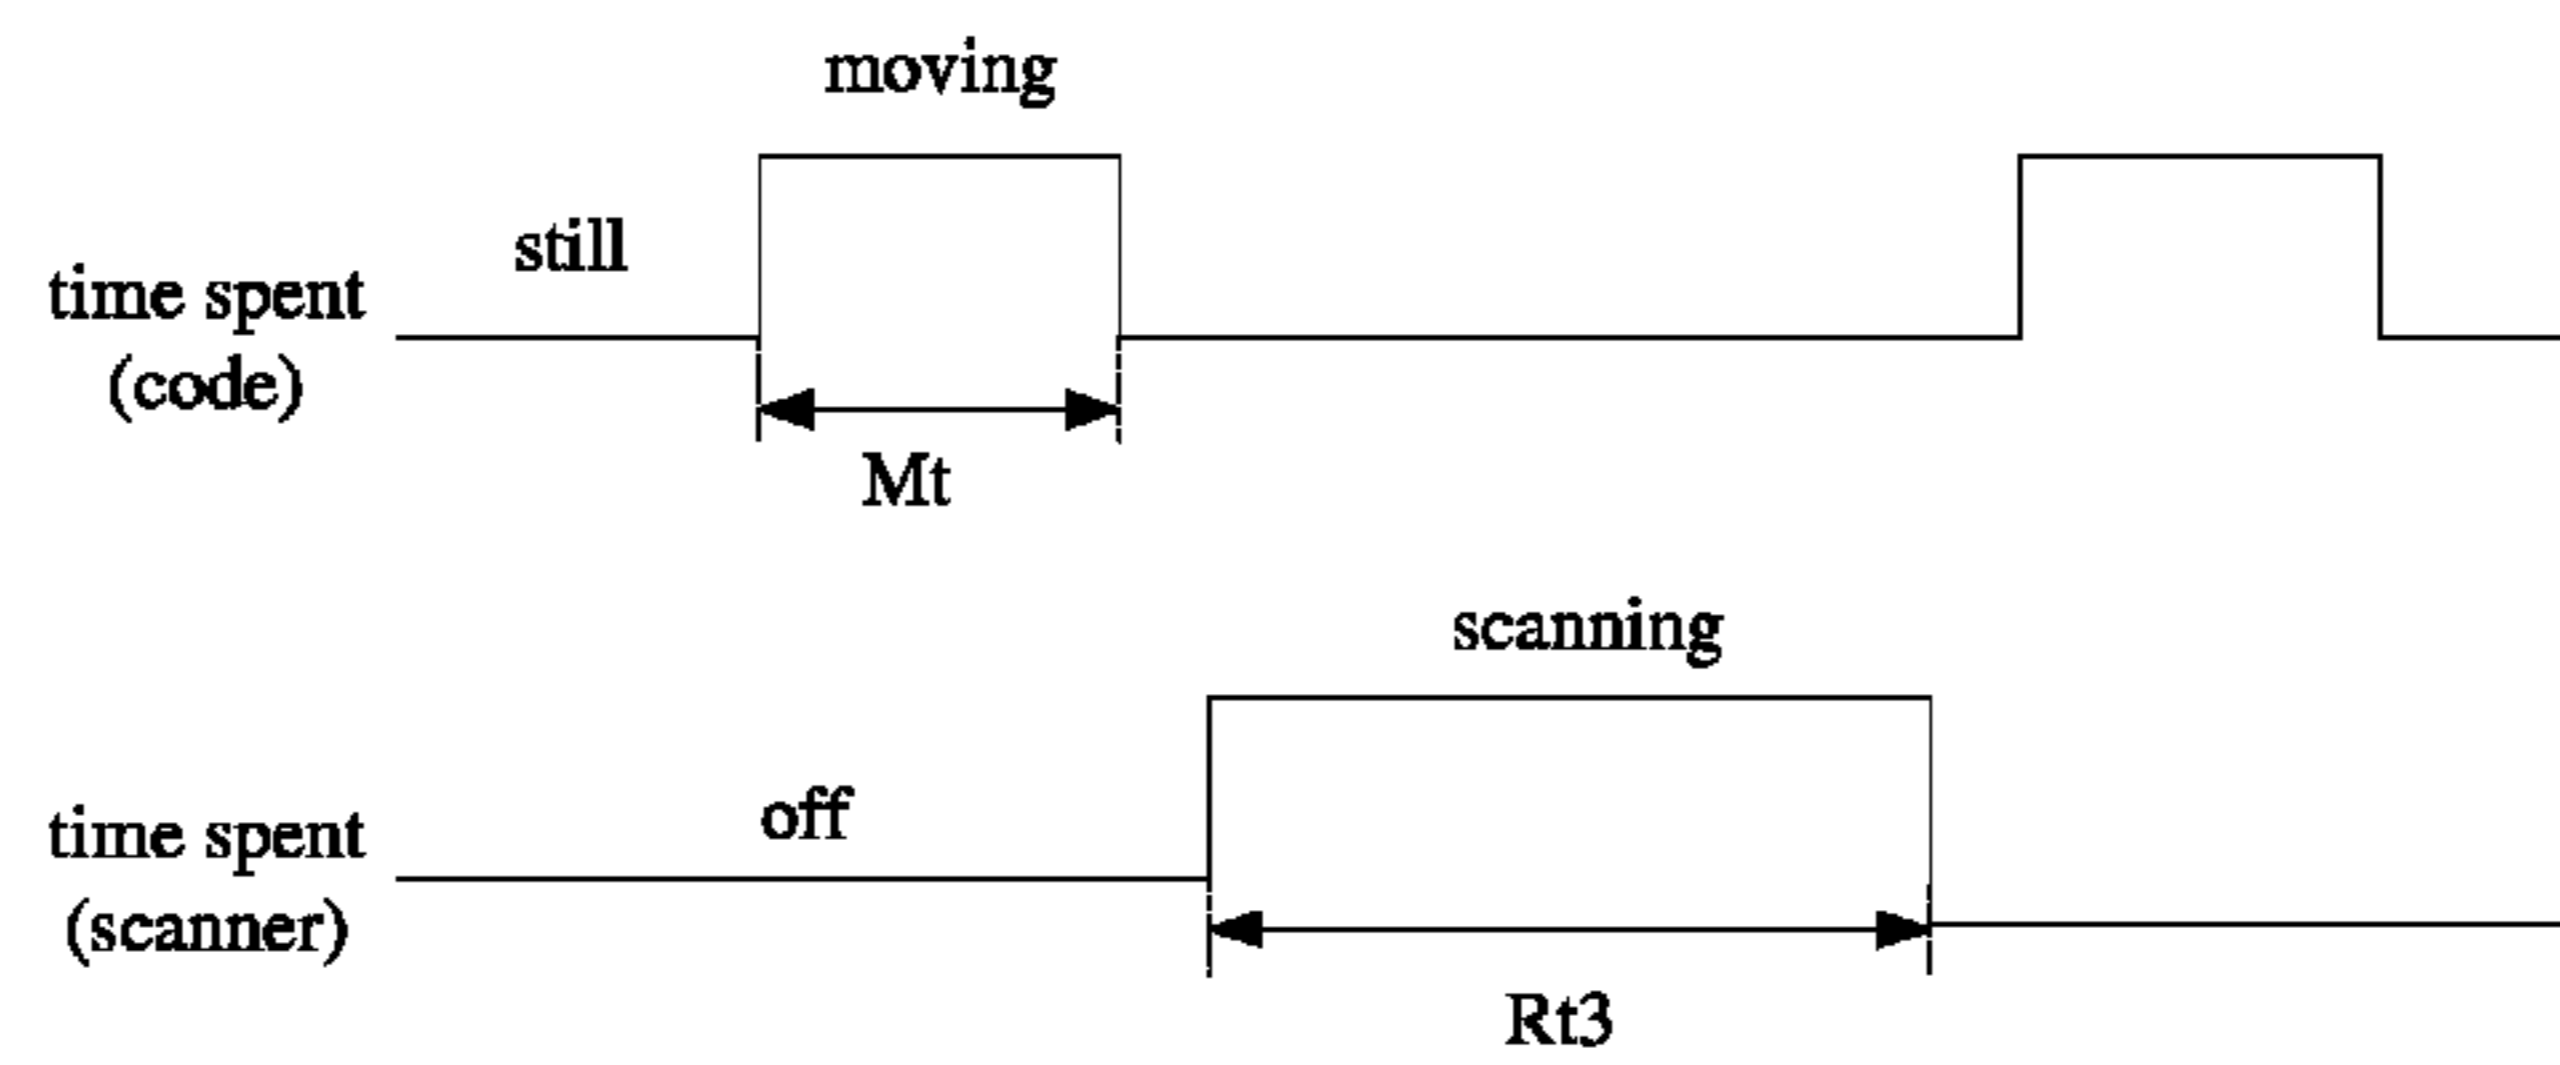 moving
still
time spent
(code)
Mt
scanning
off
time spent
(scanner)
Rt3